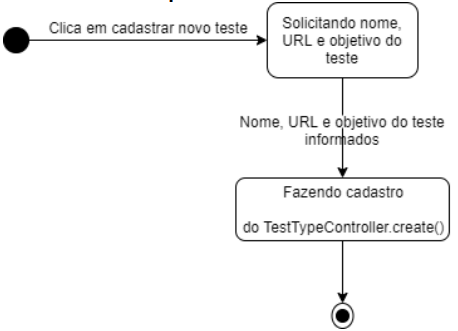 Clica em cadastrar novo teste
Solicitando nome,
URL e objetivo do
teste
Nome, URL e objetivo do teste
informados
Fazendo cadastro
do TestTypeController.create()